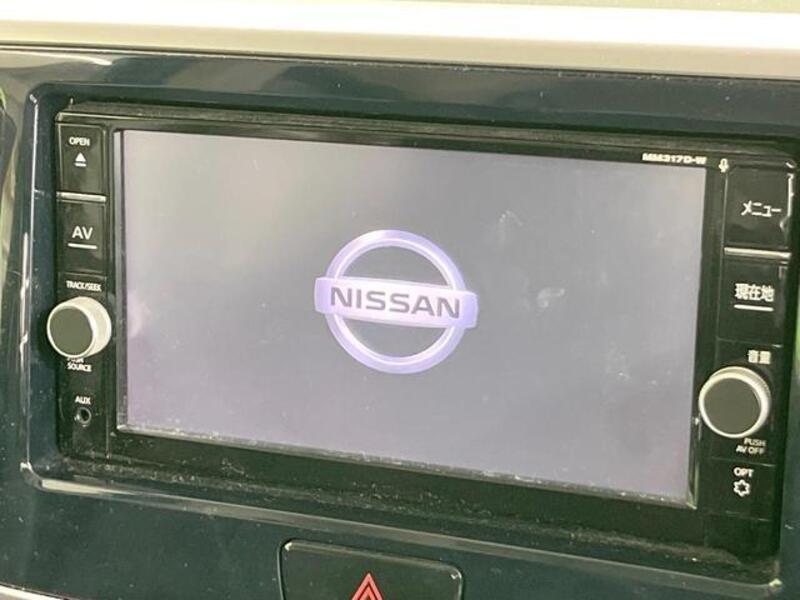 OPEN
AV
TRACK/SEEK
PUSH
SOURCE
AUX
NISSAN
MM317D-W
メニュー
現在地
音量
PUSH
AV OFF
OPT